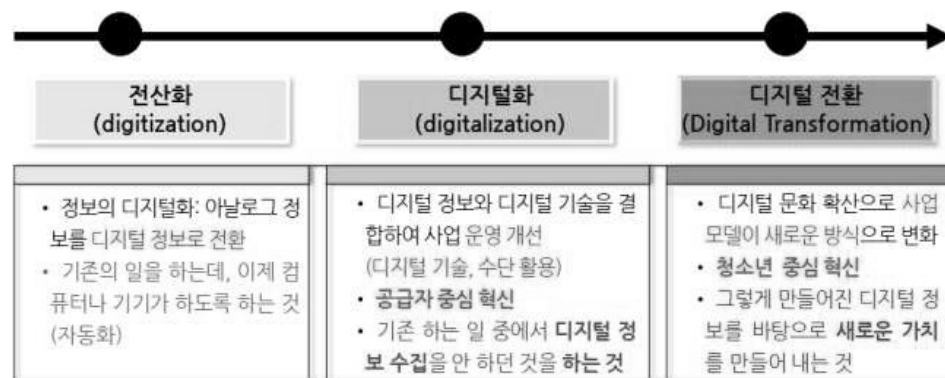 전산화
(digitization)
디지털화
(digitalization)
디지털 전환
(Digital Transformation)
• 정보의 디지털화: 아날로그 정
보를 디지털 정보로 전환
• 기존의 일을 하는데, 이제 컴
퓨터나 기기가 하도록 하는 것
(자동화)
• 디지털 정보와 디지털 기술을 결
합하여 사업 운영 개선
(디지털 기술, 수단 활용)
• 공급자 중심 혁신
• 기존 하는 일 중에서 디지털 정
보 수집을 안 하던 것을 하는 것
• 디지털 문화 확산으로 사업
모델이 새로운 방식으로 변화
• 청소년 중심 혁신
• 그렇게 만들어진 디지털 정
보를 바탕으로 새로운 가치
를 만들어 내는 것